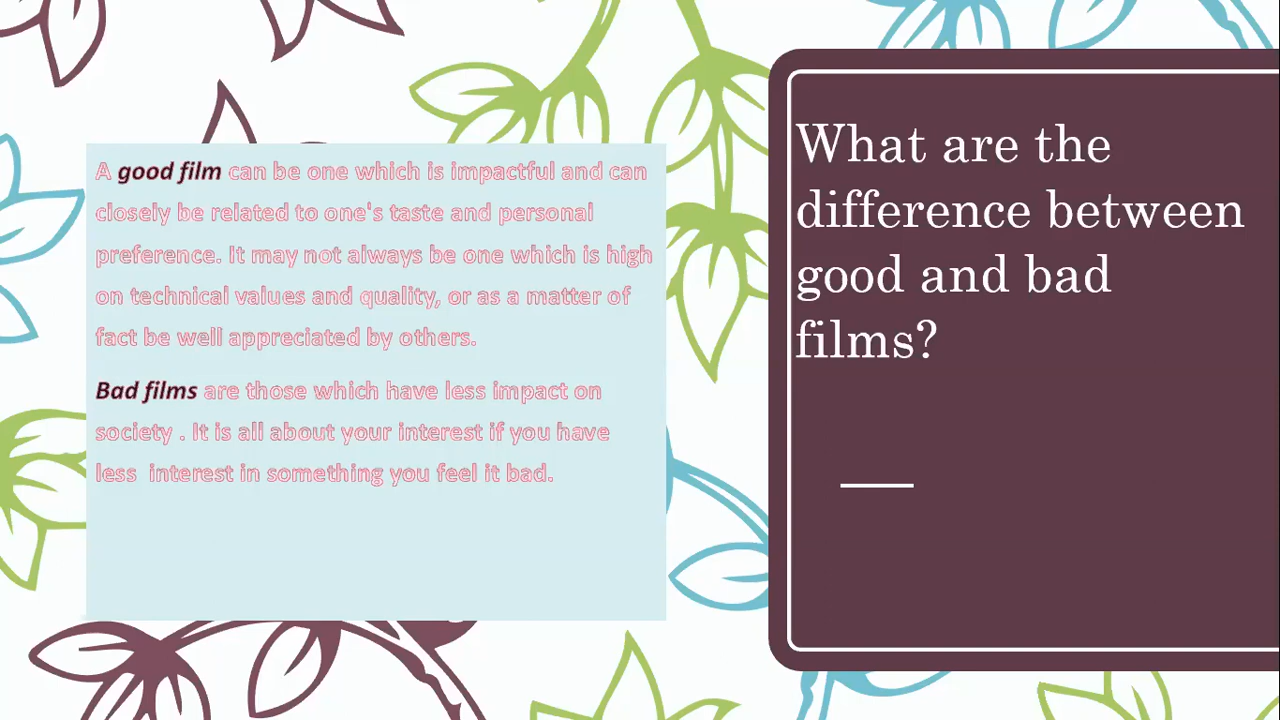 A good film can be one which is impactful and can
closely be related to one's taste and personal
preference. It may not always be one which is high
on technical values and quality, or as a matter of
fact be well appreciated by others.
Bad films are those which have less impact on
society . It is all about your interest if you have
less  interest in something you feel it bad.
What are the
difference between
good and bad
films?